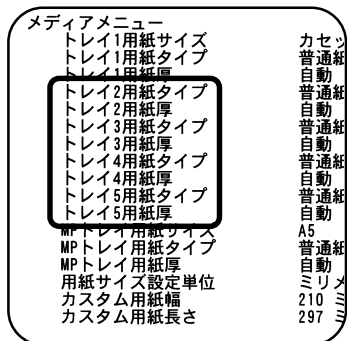 メディアメニュー
トレイ1用紙サイズ カセッ
トレイ1用紙タイプ 普通紙
トレイ1用紙厚 自動
トレイ2用紙タイプ 普通紙
トレイ2用紙厚 自動
トレイ3用紙タイプ 普通紙
トレイ3用紙厚 自動
トレイ4用紙タイプ 普通紙
トレイ4用紙厚 自動
トレイ5用紙タイプ 普通紙
トレイ5用紙厚 自動
MPトレイ用紙サイズ A5
MPトレイ用紙タイプ 普通紙
MPトレイ用紙厚 自動
用紙サイズ設定単位 ミリメ
カスタム用紙幅 210 ミ
カスタム用紙長さ 297 ミ